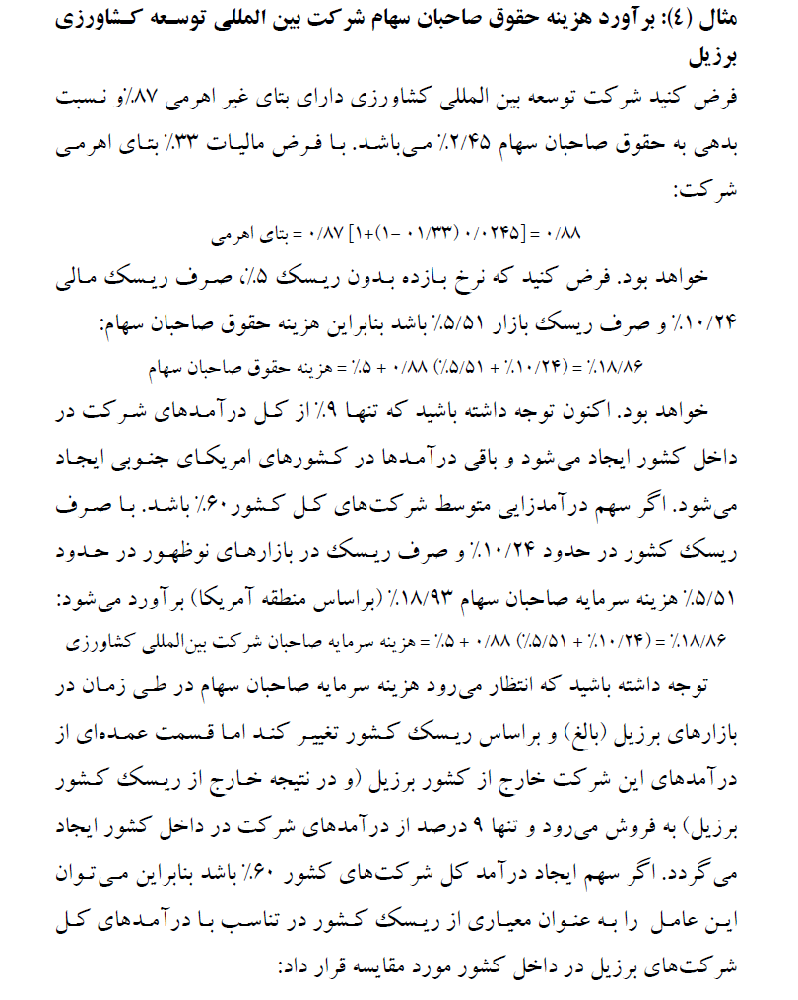 مثال (٤): برآورد هزینه حقوق صاحبان سهام شرکت بین المللی توسعه کشاورزی
برزیل
فرض کنید شرکت توسعه بین المللی کشاورزی دارای بتای غیر اهرمی ۸۷٪ و نسبت
بدهی به حقوق صاحبان سهام ۲/۴۵٪ می‌باشد. با فرض مالیات ۳۳٪ بتای اهرمی
شرکت:
۰/۸۸ = [۰/۰۲۴۵ (۰۱/۳۳ – ۱)+۱] ۰/۸۷ = بتای اهرمی
خواهد بود. فرض کنید که نرخ بازده بدون ریسک ۵٪، صرف ریسک مالی
۱۰/۲۴٪ و صرف ریسک بازار ۵/۵۱٪ باشد بنابراین هزینه حقوق صاحبان سهام:
۱۸/۸۶٪ = (۱۰/۲۴٪ + ۵/۵۱٪) ۰/۸۸ + ۵٪ = هزینه حقوق صاحبان سهام
خواهد بود. اکنون توجه داشته باشید که تنها ۹٪ از کل درآمدهای شرکت در
داخل کشور ایجاد می‌شود و باقی درآمدها در کشورهای امریکای جنوبی ایجاد
می‌شود. اگر سهم درآمدزایی متوسط شرکت‌های کل کشور ۶۰٪ باشد. با صرف
ریسک کشور در حدود ۱۰/۲۴٪ و صرف ریسک در بازارهای نوظهور در حدود
۵/۵۱٪ هزینه سرمایه صاحبان سهام ۱۸/۹۳٪ (براساس منطقه آمریکا) برآورد می‌شود:
۱۸/۸۶٪ = (۱۰/۲۴٪ + ۵/۵۱٪) ۰/۸۸ + ۵٪ = هزینه سرمایه صاحبان شرکت بین‌المللی کشاورزی
توجه داشته باشید که انتظار می‌رود هزینه سرمایه صاحبان سهام در طی زمان در
بازارهای برزیل (بالغ) و براساس ریسک کشور تغییر کند اما قسمت عمده‌ای از
درآمدهای این شرکت خارج از کشور برزیل (و در نتیجه خارج از ریسک کشور
برزیل) به فروش می‌رود و تنها ۹ درصد از درآمدهای شرکت در داخل کشور ایجاد
می‌گردد. اگر سهم ایجاد درآمد کل شرکت‌های کشور ۶۰٪ باشد بنابراین می‌توان
این عامل را به عنوان معیاری از ریسک کشور در تناسب با درآمدهای کل
شرکت‌های برزیل در داخل کشور مورد مقایسه قرار داد: